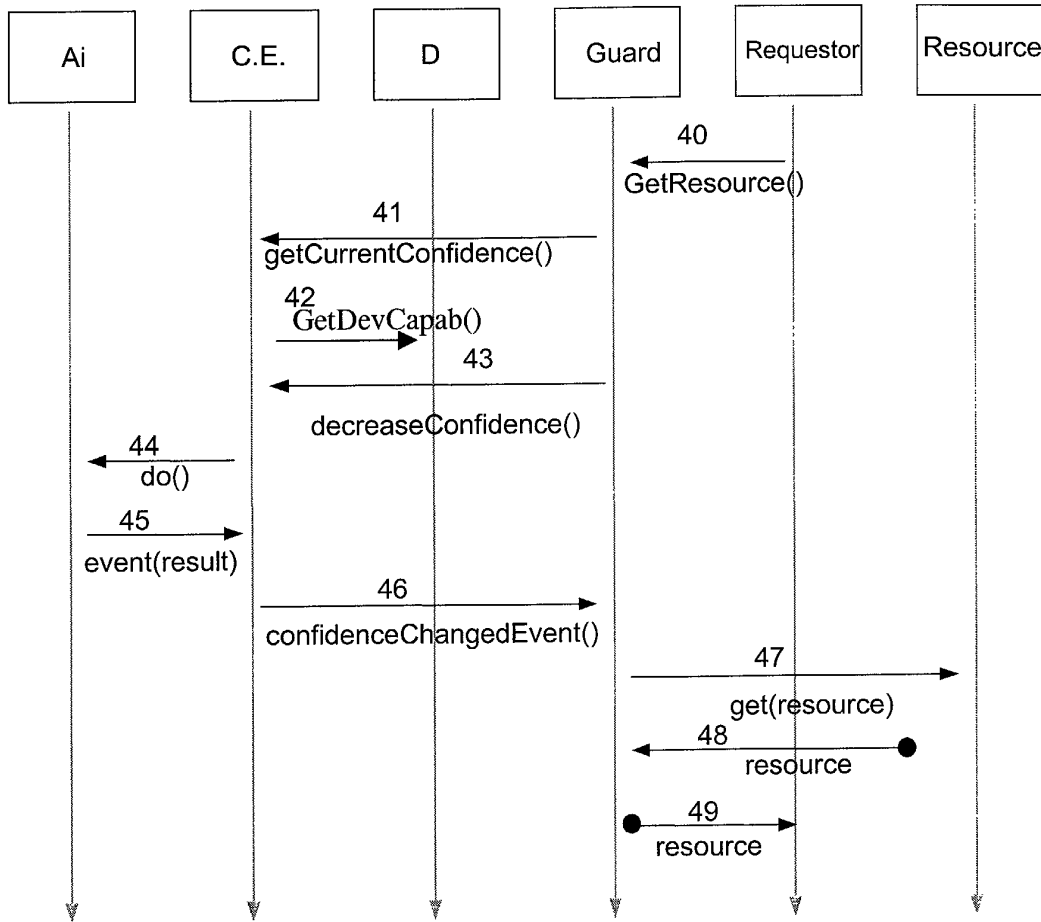 Ai
C.E.
D
Guard
Requestor
Resource
40
GetResource()
41
getCurrentConfidence()
42
GetDevCapab()
43
decreaseConfidence()
44
do()
45
event(result)
46
confidenceChangedEvent()
47
get(resource)
48
resource
49
resource